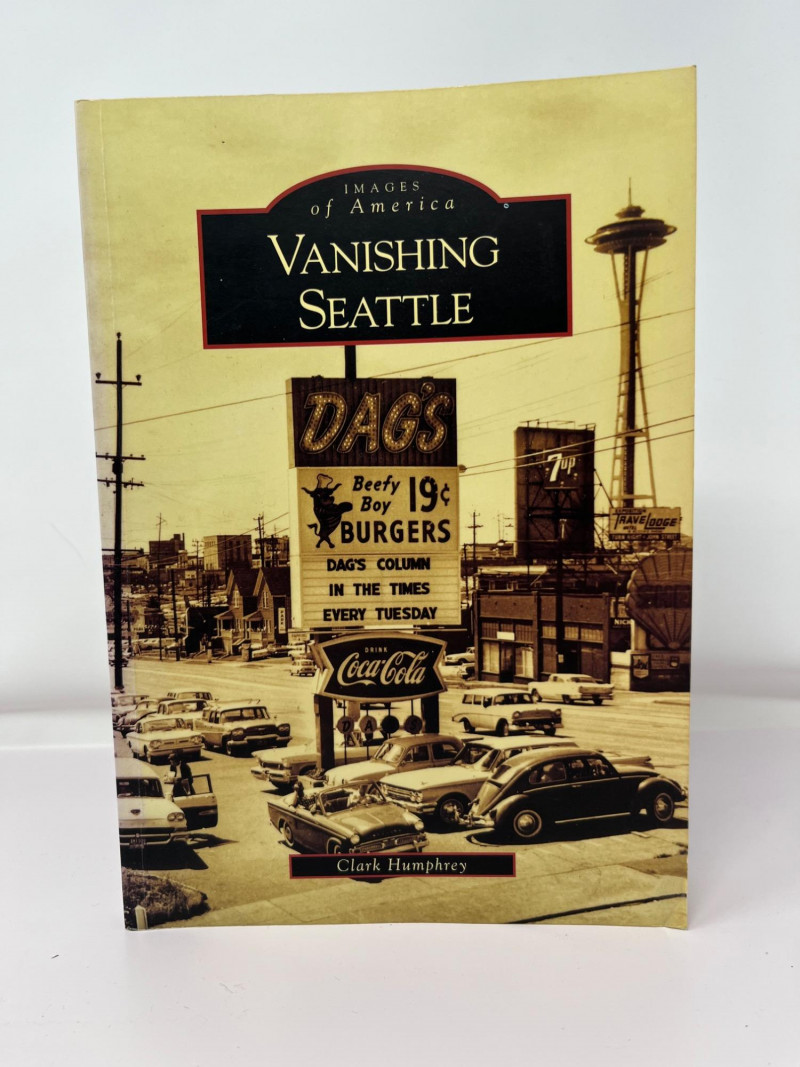 IMAGES
of America
VANISHING
SEATTLE
DAG'S
Beefy
Boy
19¢
BURGERS
DAG'S COLUMN
IN THE TIMES
EVERY TUESDAY
7up
TRAVELODGE
DRINK
Coca-Cola
DAGS
Clark Humphrey